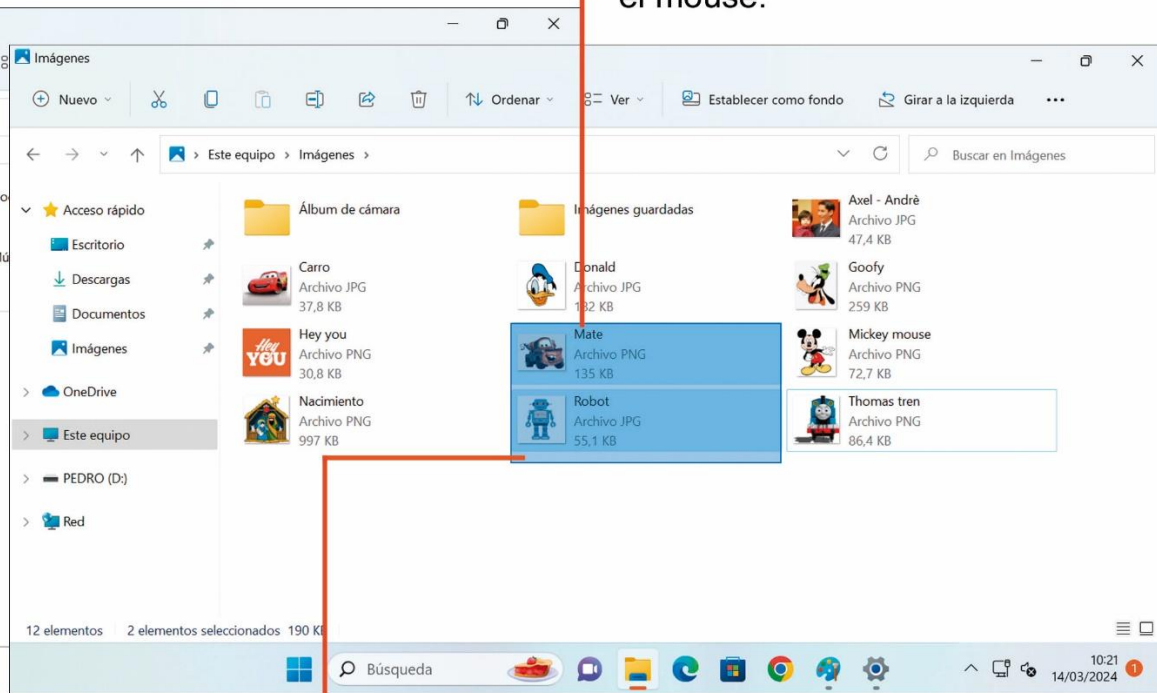 el mouse.
Imágenes
Nuevo
Ordenar
Ver
Establecer como fondo
Girar a la izquierda
Este equipo > Imágenes >
Buscar en Imágenes
Acceso rápido
Escritorio
Descargas
Documentos
Imágenes
OneDrive
Este equipo
PEDRO (D:)
Red
Álbum de cámara
Imágenes guardadas
Axel - Andrè
Archivo JPG
47,4 KB
Carro
Archivo JPG
37,8 KB
Donald
Archivo JPG
Goofy
Archivo PNG
259 KB
Hey you
Archivo PNG
30,8 KB
Hey
YOU
Mate
Archivo PNG
135 KB
Mickey mouse
Archivo PNG
72,7 KB
Nacimiento
Archivo PNG
997 KB
Robot
Archivo JPG
55,1 KB
Thomas tren
Archivo PNG
86,4 KB
12 elementos 2 elementos seleccionados 190 KB
Búsqueda
10:21
14/03/2024
1